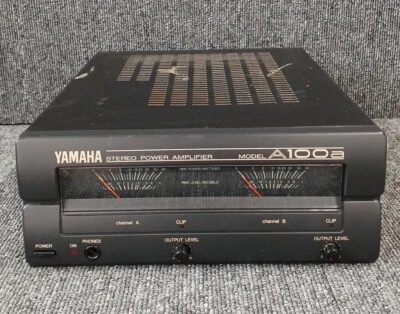 YAMAHA STEREO POWER AMPLIFIER MODEL A100a
channel A CLIP channel B CLIP
POWER ON PHONES OUTPUT LEVEL OUTPUT LEVEL